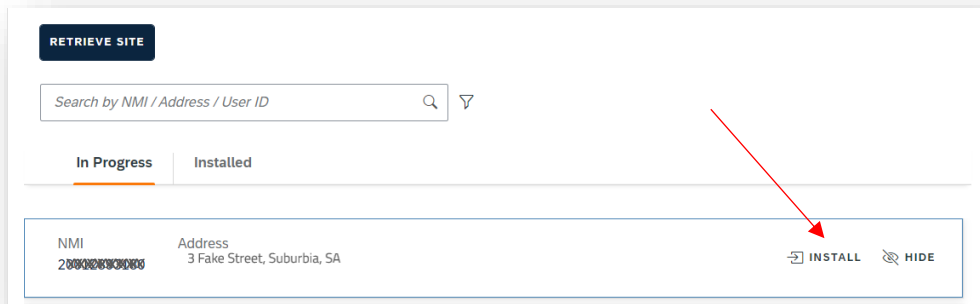 RETRIEVE SITE
Search by NMI / Address / User ID
In Progress Installed
NMI Address
3 Fake Street, Suburbia, SA
INSTALL HIDE